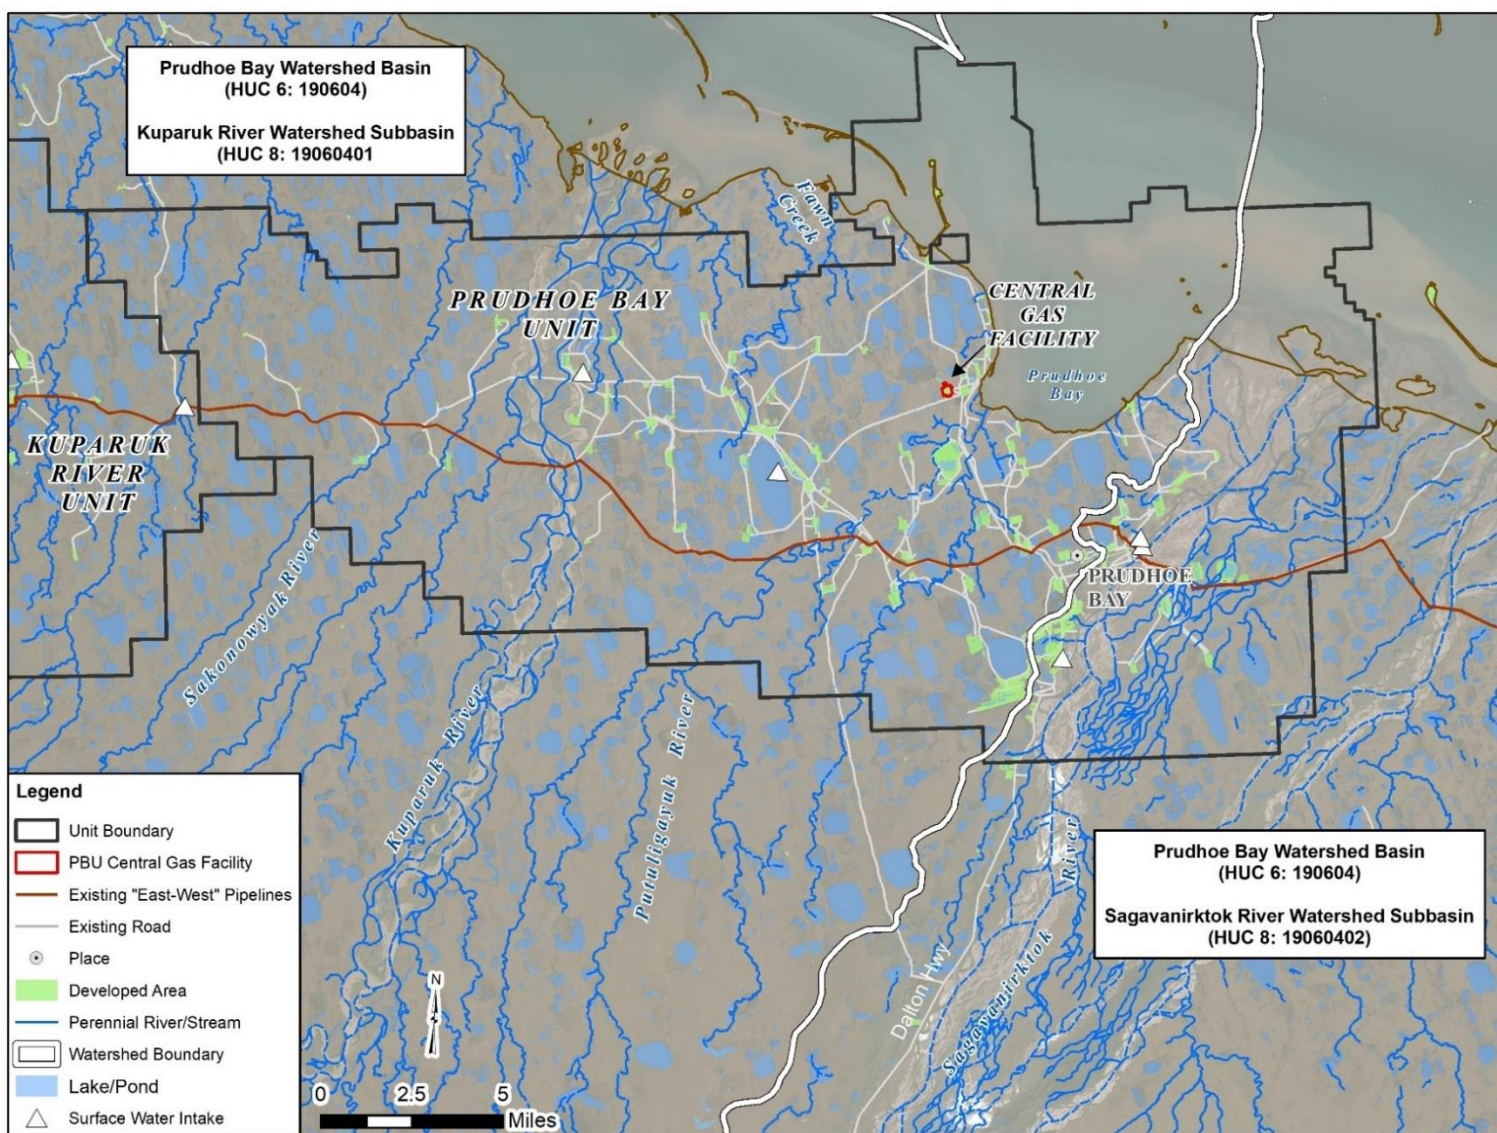 Prudhoe Bay Watershed Basin
(HUC 6: 190604)
Kuparuk River Watershed Subbasin
(HUC 8: 19060401
Fawn
Creek
PRUDHOE BAY
UNIT
CENTRAL
GAS
FACILITY
Prudhoe
Bay
KUPARUK
RIVER
UNIT
PRUDHOE
BAY
Sakonowyak River
Kuparuk River
Putuligayuk River
Sagavanirktok River
Dalton Hwy
Prudhoe Bay Watershed Basin
(HUC 6: 190604)
Sagavanirktok River Watershed Subbasin
(HUC 8: 19060402)
Legend
Unit Boundary
PBU Central Gas Facility
Existing "East-West" Pipelines
Existing Road
Place
Developed Area
Perennial River/Stream
Watershed Boundary
Lake/Pond
Surface Water Intake
N
0 2.5 5
Miles